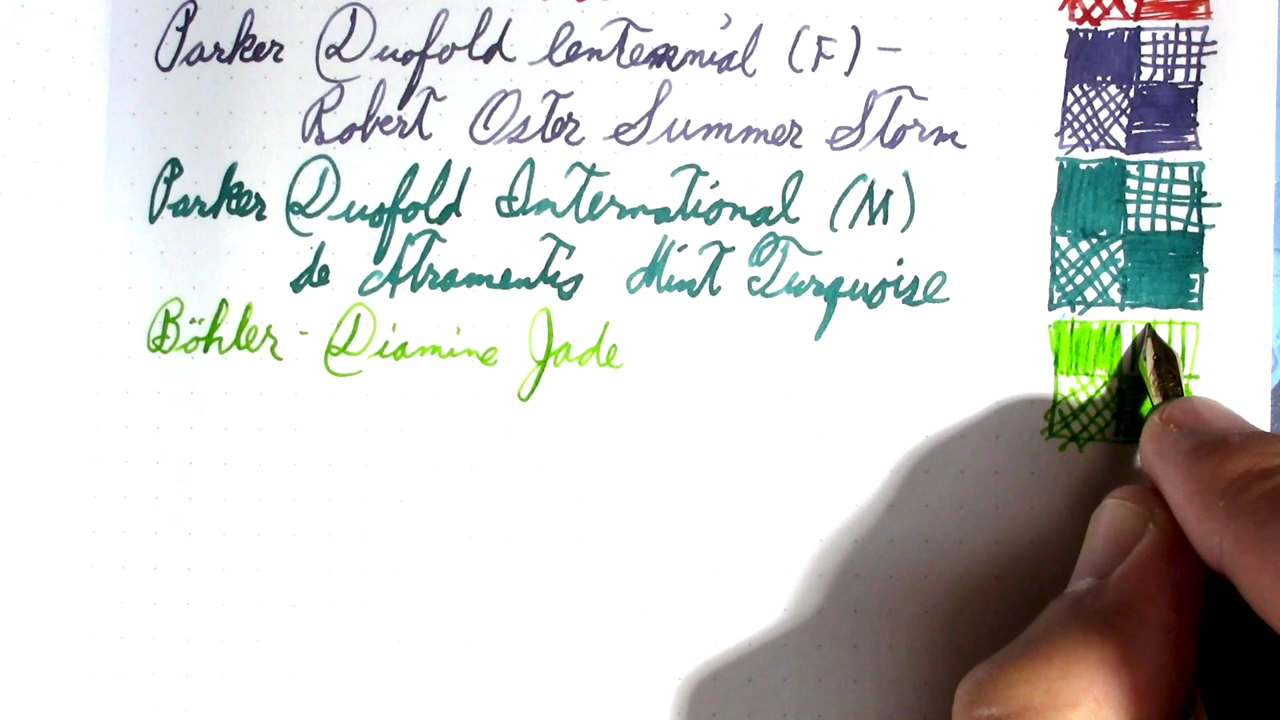 Parker Duofold Centennial (F) -
Robert Oster Summer Storm
Parker Duofold International (M)
de Atramentis Mint Turquoise
Böhler - Diamine Jade